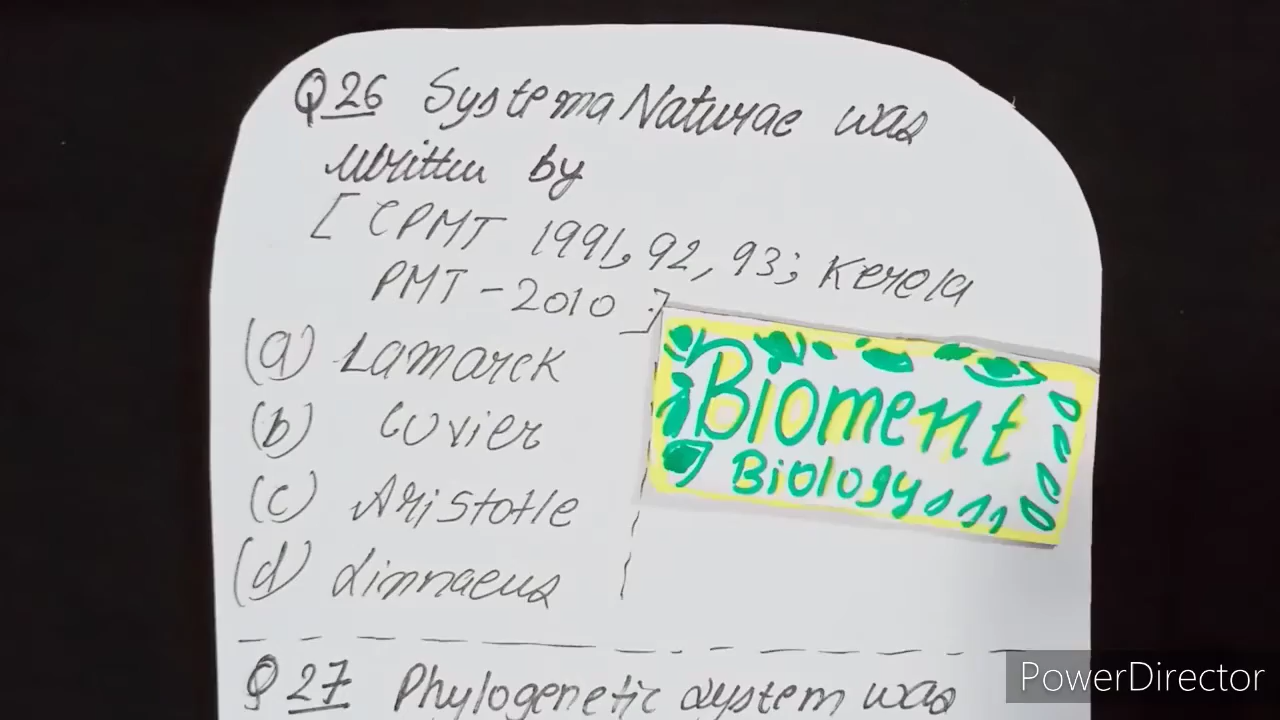 Q26 Systema Naturae was
written by
[ CPMT 1991, 92, 93; Kerela
PMT - 2010 ]
(a) Lamarck
(b) Cuvier
(c) Aristotle
(d) Linnaeus
Bioment
Biology
Q27 Phylogenetic system was
PowerDirector